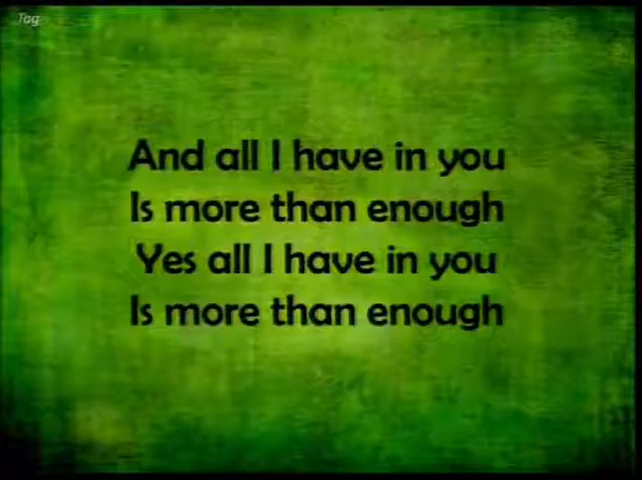 Tag
And all I have in you
Is more than enough
Yes all I have in you
Is more than enough